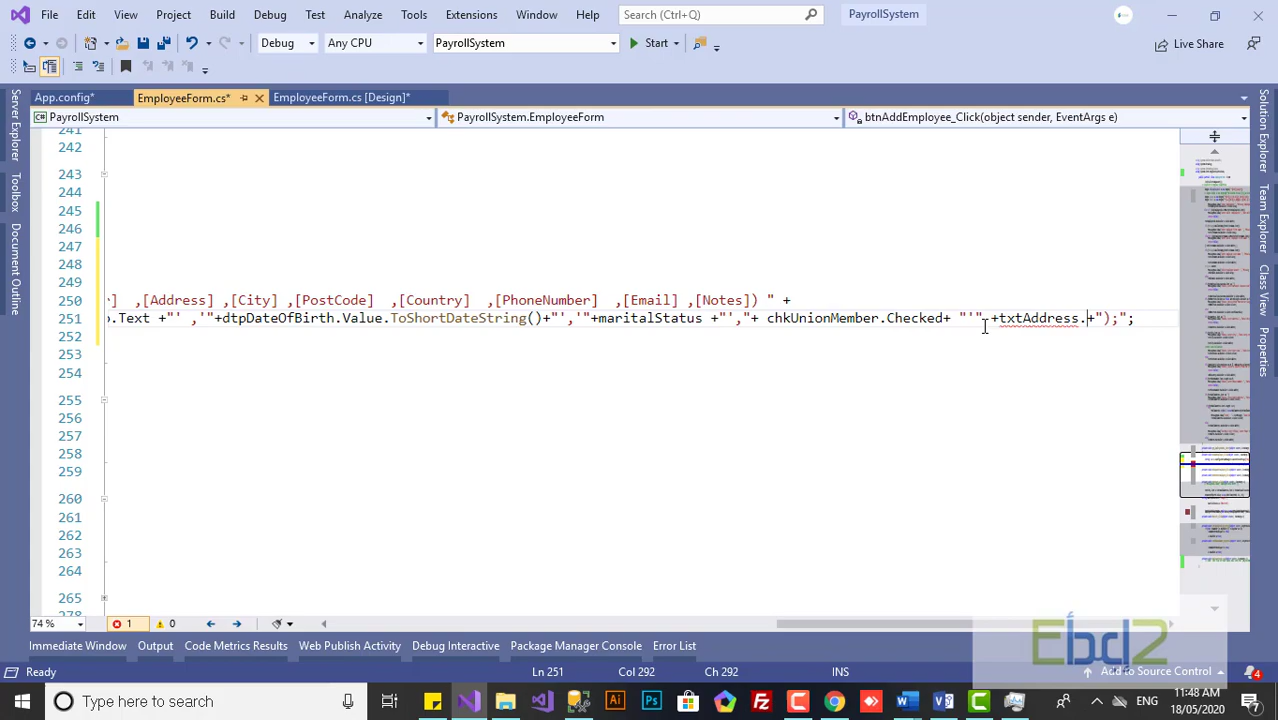 File Edit View Project Build Debug Test Analyze Tools Extensions Window Help Search (Ctrl+Q) PayrollSystem
Debug Any CPU PayrollSystem Start Live Share
App.config* EmployeeForm.cs* EmployeeForm.cs [Design]*
PayrollSystem PayrollSystem.EmployeeForm btnAddEmployee_Click(object sender, EventArgs e)
Server Explorer
Toolbox
Document Outline
Solution Explorer
Team Explorer
Class View
Properties
241
242
243
244
245
246
247
248
249
250 ] ,[Address] ,[City] ,[PostCode] ,[Country] ,[PhoneNumber] ,[Email] ,[Notes]) " +
251 .Text +"' ,'"+dtpDateOfBirth.Value.ToShortDateString() +"','"+maritalStatus +"',"+ chkUnionMember.Checked+ "'" +txtAddress.+");";
252
253
254
255
256
257
258
259
260
261
262
263
264
265
278
74 % 1 0
Immediate Window Output Code Metrics Results Web Publish Activity Debug Interactive Package Manager Console Error List
Ready Ln 251 Col 292 Ch 292 INS Add to Source Control 4
Ebd2
Type here to search ENG 11:48 AM
18/05/2020